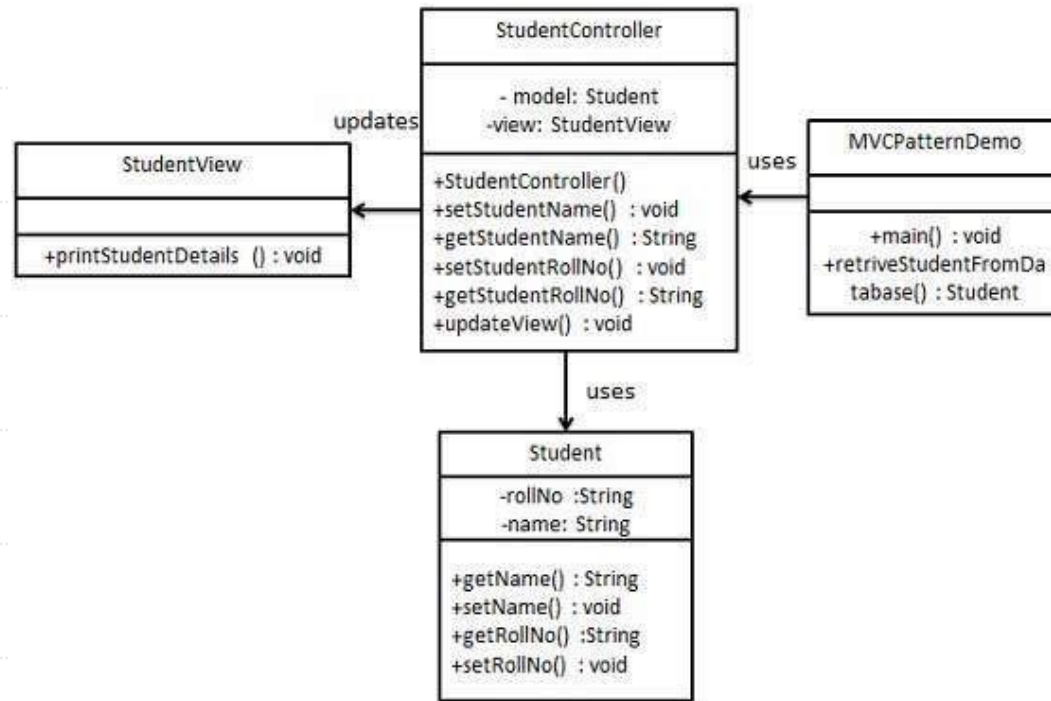 StudentController
- model: Student
-view: StudentView
+StudentController()
+setStudentName() : void
+getStudentName() : String
+setStudentRollNo() : void
+getStudentRollNo() : String
+updateView() : void
updates
StudentView
+printStudentDetails () : void
uses
MVCPatternDemo
+main() : void
+retriveStudentFromDa
tabase() : Student
uses
Student
-rollNo :String
-name: String
+getName() : String
+setName() : void
+getRollNo() :String
+setRollNo() : void